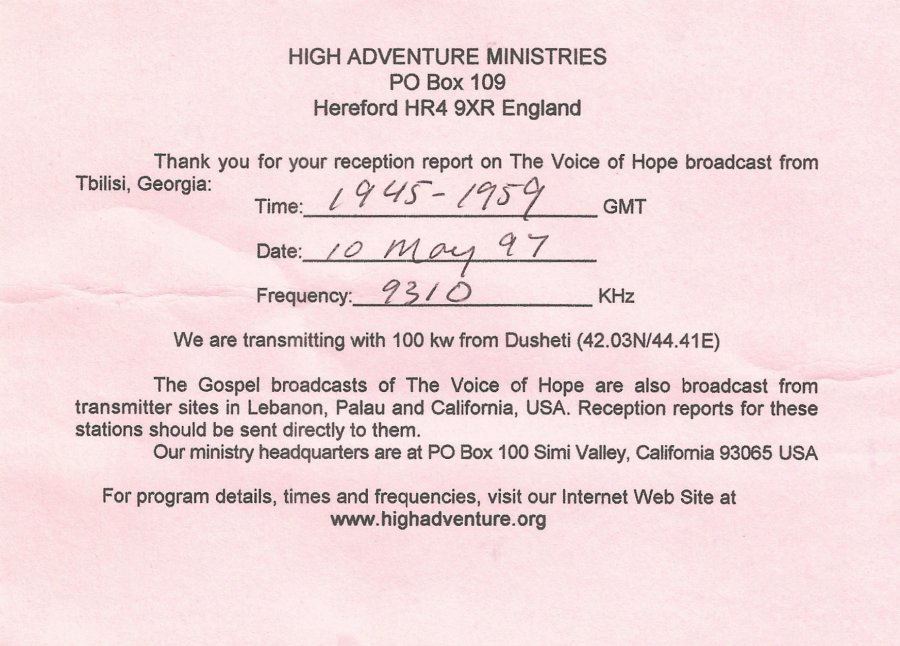 HIGH ADVENTURE MINISTRIES
PO Box 109
Hereford HR4 9XR England
Thank you for your reception report on The Voice of Hope broadcast from
Tbilisi, Georgia:
Time: 1945-1959 GMT
Date: 10 May 97
Frequency: 9310 KHz
We are transmitting with 100 kw from Dusheti (42.03N/44.41E)
The Gospel broadcasts of The Voice of Hope are also broadcast from
transmitter sites in Lebanon, Palau and California, USA. Reception reports for these
stations should be sent directly to them.
Our ministry headquarters are at PO Box 100 Simi Valley, California 93065 USA
For program details, times and frequencies, visit our Internet Web Site at
www.highadventure.org